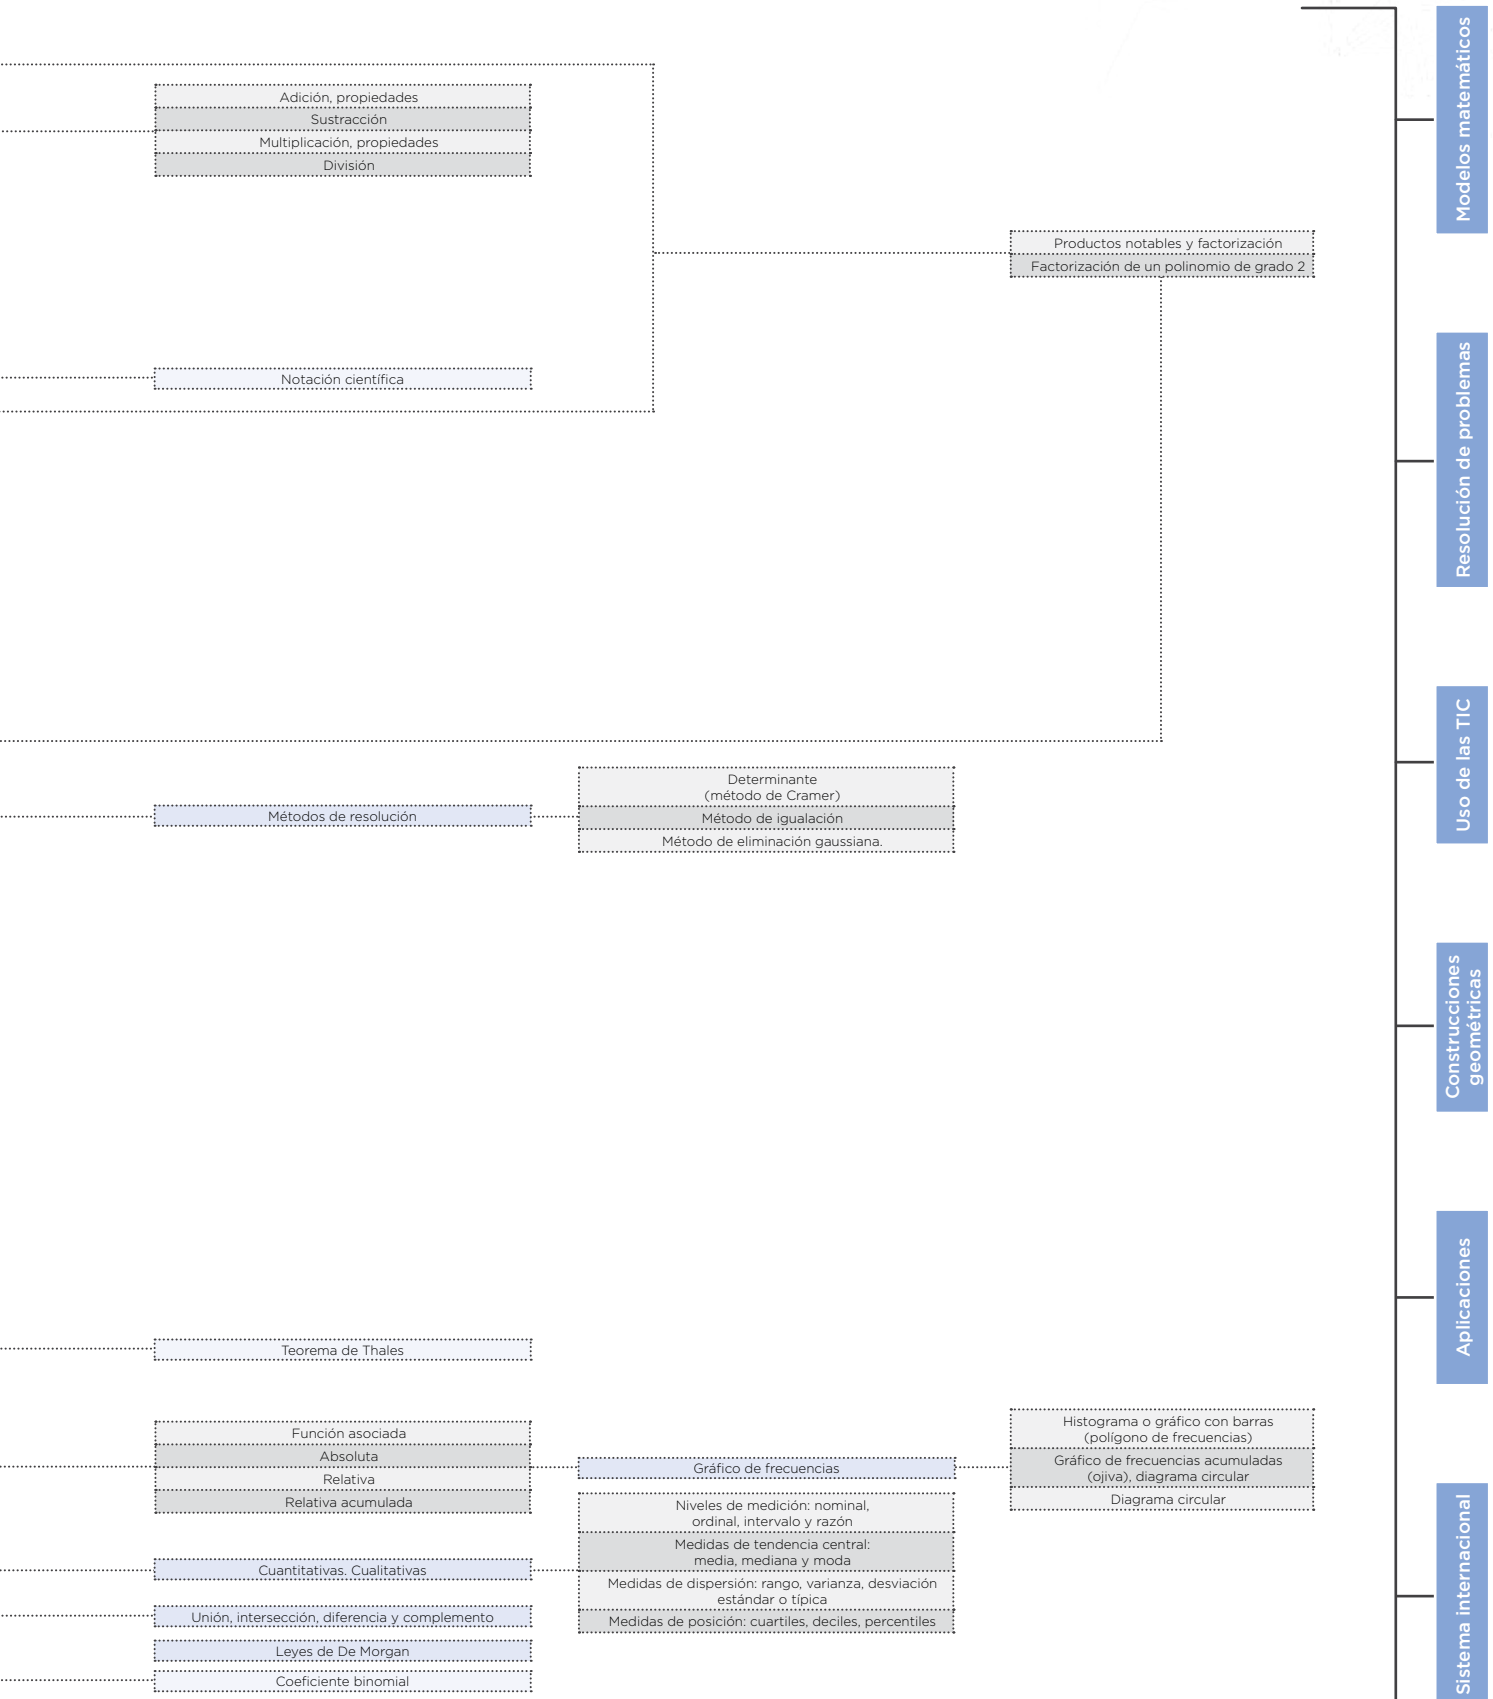 Adición, propiedades
Sustracción
Multiplicación, propiedades
División
Productos notables y factorización
Factorización de un polinomio de grado 2
Notación científica
Métodos de resolución
Determinante
(método de Cramer)
Método de igualación
Método de eliminación gaussiana.
Teorema de Thales
Función asociada
Absoluta
Relativa
Relativa acumulada
Gráfico de frecuencias
Histograma o gráfico con barras
(polígono de frecuencias)
Gráfico de frecuencias acumuladas
(ojiva), diagrama circular
Diagrama circular
Cuantitativas. Cualitativas
Niveles de medición: nominal,
ordinal, intervalo y razón
Medidas de tendencia central:
media, mediana y moda
Medidas de dispersión: rango, varianza, desviación
estándar o típica
Medidas de posición: cuartiles, deciles, percentiles
Unión, intersección, diferencia y complemento
Leyes de De Morgan
Coeficiente binomial
Modelos matemáticos
Resolución de problemas
Uso de las TIC
Construcciones
geométricas
Aplicaciones
Sistema internacional